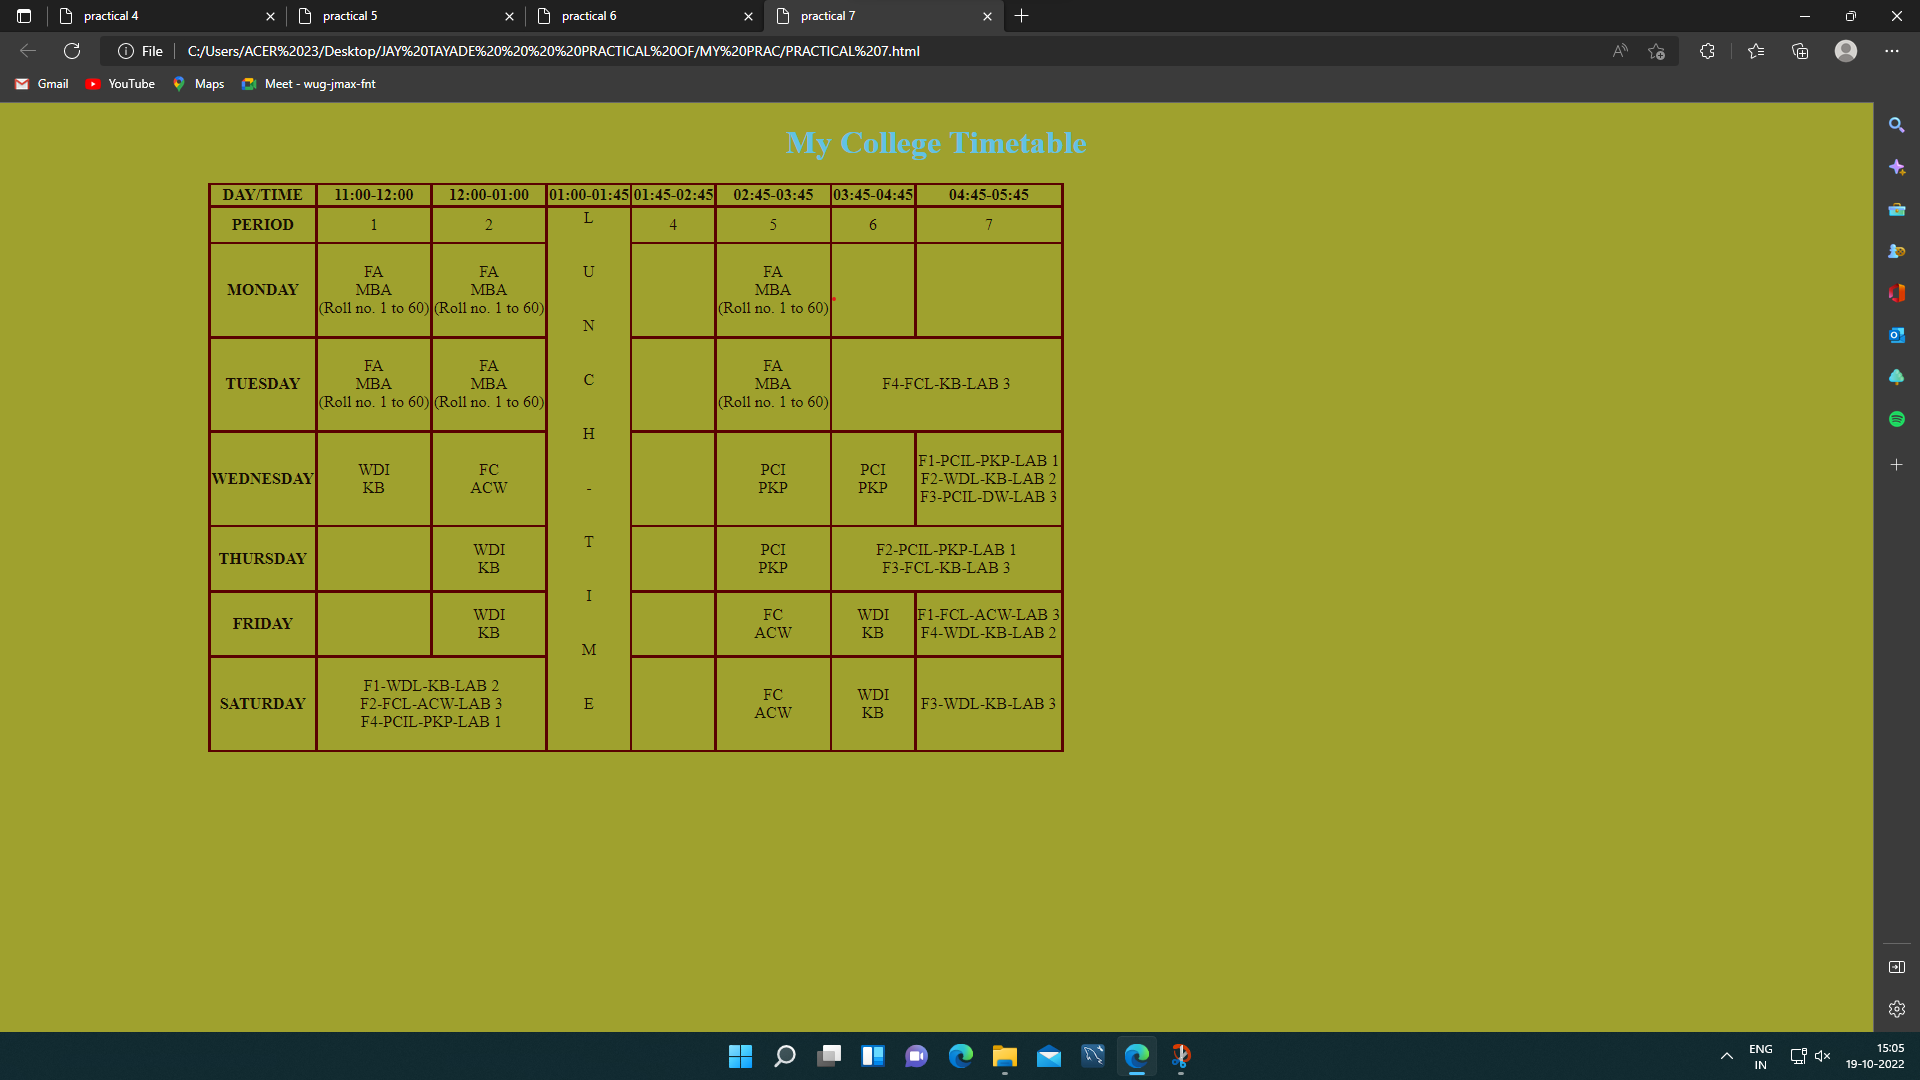 practical 4
practical 5
practical 6
practical 7
File
C:/Users/ACER%2023/Desktop/JAY%20TAYADE%20%20%20%20PRACTICAL%20OF/MY%20PRAC/PRACTICAL%207.html
Gmail
YouTube
Maps
Meet - wug-jmax-fnt
My College Timetable
DAY/TIME 11:00-12:00 12:00-01:00 01:00-01:45 01:45-02:45 02:45-03:45 03:45-04:45 04:45-05:45
PERIOD 1 2 4 5 6 7
L
U
N
C
H
-
T
I
M
E
MONDAY
FA
MBA
(Roll no. 1 to 60)
FA
MBA
(Roll no. 1 to 60)
FA
MBA
(Roll no. 1 to 60)
TUESDAY
FA
MBA
(Roll no. 1 to 60)
FA
MBA
(Roll no. 1 to 60)
FA
MBA
(Roll no. 1 to 60)
F4-FCL-KB-LAB 3
WEDNESDAY
WDI
KB
FC
ACW
PCI
PKP
PCI
PKP
F1-PCIL-PKP-LAB 1
F2-WDL-KB-LAB 2
F3-PCIL-DW-LAB 3
THURSDAY
WDI
KB
PCI
PKP
F2-PCIL-PKP-LAB 1
F3-FCL-KB-LAB 3
FRIDAY
WDI
KB
FC
ACW
WDI
KB
F1-FCL-ACW-LAB 3
F4-WDL-KB-LAB 2
SATURDAY
F1-WDL-KB-LAB 2
F2-FCL-ACW-LAB 3
F4-PCIL-PKP-LAB 1
FC
ACW
WDI
KB
F3-WDL-KB-LAB 3
ENG
IN
15:05
19-10-2022